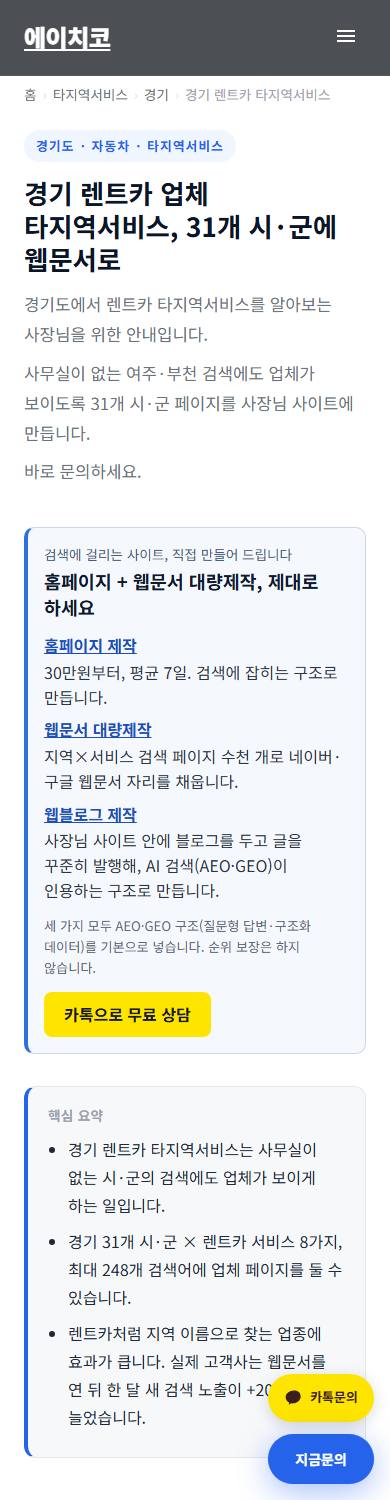 에이치코
홈 › 타지역서비스 › 경기 › 경기 렌트카 타지역서비스
경기도 · 자동차 · 타지역서비스
경기 렌트카 업체
타지역서비스, 31개 시·군에
웹문서로
경기도에서 렌트카 타지역서비스를 알아보는
사장님을 위한 안내입니다.
사무실이 없는 여주·부천 검색에도 업체가
보이도록 31개 시·군 페이지를 사장님 사이트에
만듭니다.
바로 문의하세요.
검색에 걸리는 사이트, 직접 만들어 드립니다
홈페이지 + 웹문서 대량제작, 제대로
하세요
홈페이지 제작
30만원부터, 평균 7일. 검색에 잡히는 구조로
만듭니다.
웹문서 대량제작
지역×서비스 검색 페이지 수천 개로 네이버·
구글 웹문서 자리를 채웁니다.
웹블로그 제작
사장님 사이트 안에 블로그를 두고 글을
꾸준히 발행해, AI 검색(AEO·GEO)이
인용하는 구조로 만듭니다.
세 가지 모두 AEO·GEO 구조(질문형 답변·구조화
데이터)를 기본으로 넣습니다. 순위 보장은 하지
않습니다.
카톡으로 무료 상담
핵심 요약
• 경기 렌트카 타지역서비스는 사무실이
없는 시·군의 검색에도 업체가 보이게
하는 일입니다.
• 경기 31개 시·군 × 렌트카 서비스 8가지,
최대 248개 검색어에 업체 페이지를 둘 수
있습니다.
• 렌트카처럼 지역 이름으로 찾는 업종에
효과가 큽니다. 실제 고객사는 웹문서를
연 뒤 한 달 새 검색 노출이
늘었습니다.
카톡문의
지금문의